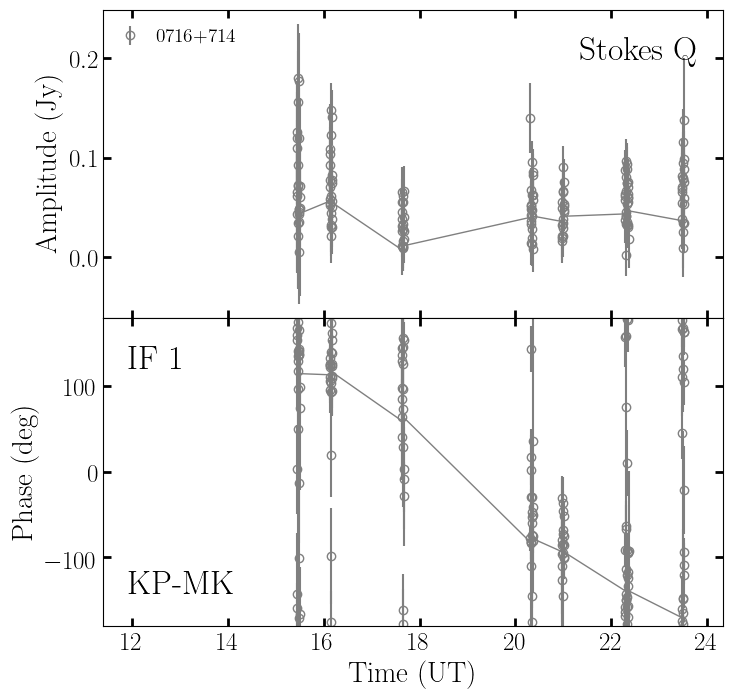 0716+714
Stokes Q
0.2
0.1
0.0
Amplitude (Jy)
IF 1
100
0
−100
Phase (deg)
KP-MK
12 14 16 18 20 22 24
Time (UT)